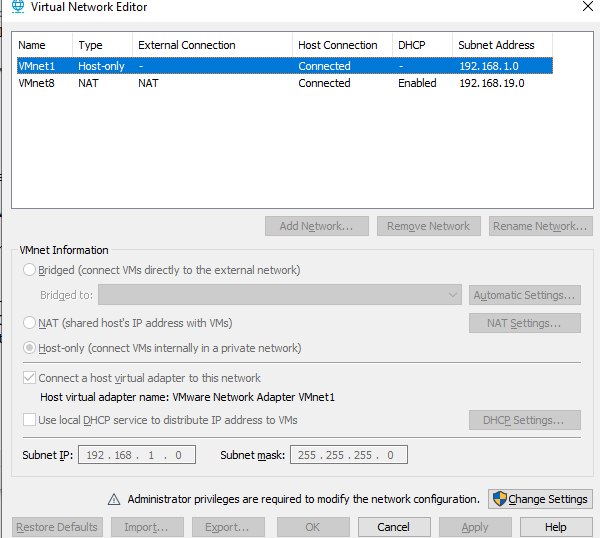 Virtual Network Editor
Name Type External Connection Host Connection DHCP Subnet Address
VMnet1 Host-only - Connected - 192.168.1.0
VMnet8 NAT NAT Connected Enabled 192.168.19.0
Add Network... Remove Network Rename Network...
VMnet Information
Bridged (connect VMs directly to the external network)
Bridged to: Automatic Settings...
NAT (shared host's IP address with VMs) NAT Settings...
Host-only (connect VMs internally in a private network)
Connect a host virtual adapter to this network
Host virtual adapter name: VMware Network Adapter VMnet1
Use local DHCP service to distribute IP address to VMs DHCP Settings...
Subnet IP: 192 . 168 . 1 . 0 Subnet mask: 255 . 255 . 255 . 0
Administrator privileges are required to modify the network configuration. Change Settings
Restore Defaults Import... Export... OK Cancel Apply Help